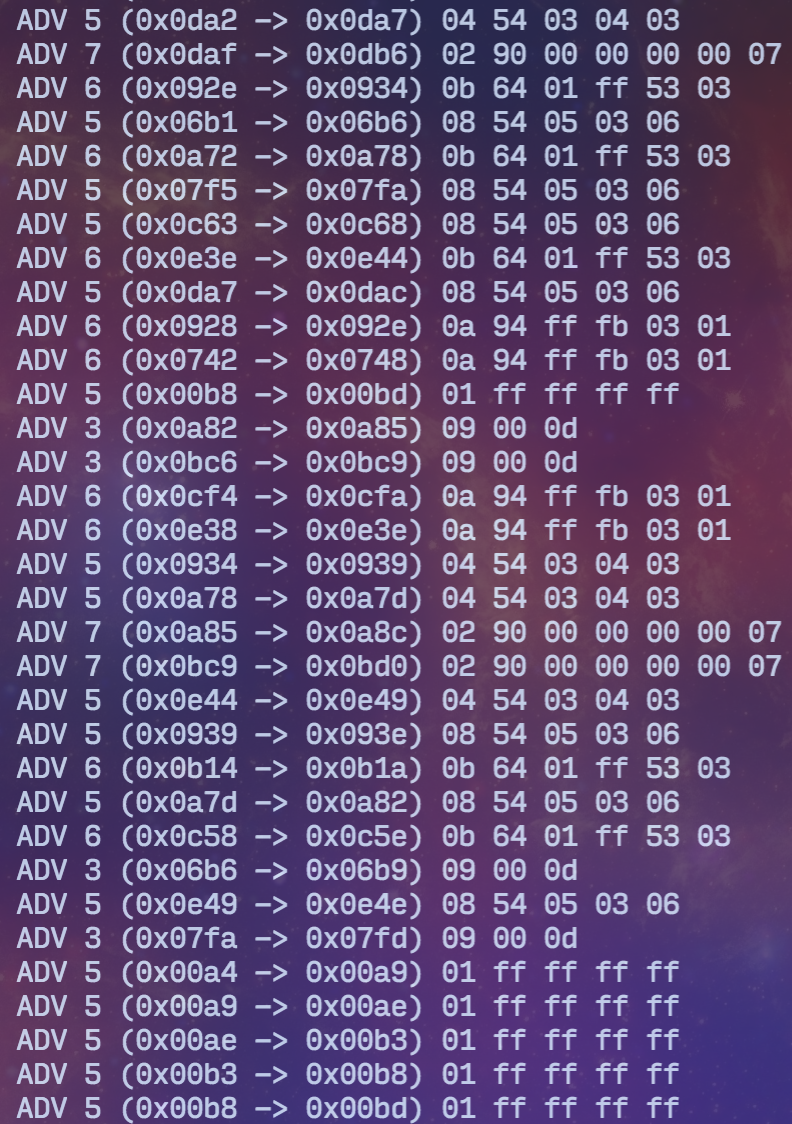 ADV 5 (0x0da2 -> 0x0da7) 04 54 03 04 03
ADV 7 (0x0daf -> 0x0db6) 02 90 00 00 00 00 07
ADV 6 (0x092e -> 0x0934) 0b 64 01 ff 53 03
ADV 5 (0x06b1 -> 0x06b6) 08 54 05 03 06
ADV 6 (0x0a72 -> 0x0a78) 0b 64 01 ff 53 03
ADV 5 (0x07f5 -> 0x07fa) 08 54 05 03 06
ADV 5 (0x0c63 -> 0x0c68) 08 54 05 03 06
ADV 6 (0x0e3e -> 0x0e44) 0b 64 01 ff 53 03
ADV 5 (0x0da7 -> 0x0dac) 08 54 05 03 06
ADV 6 (0x0928 -> 0x092e) 0a 94 ff fb 03 01
ADV 6 (0x0742 -> 0x0748) 0a 94 ff fb 03 01
ADV 5 (0x00b8 -> 0x00bd) 01 ff ff ff ff
ADV 3 (0x0a82 -> 0x0a85) 09 00 0d
ADV 3 (0x0bc6 -> 0x0bc9) 09 00 0d
ADV 6 (0x0cf4 -> 0x0cfa) 0a 94 ff fb 03 01
ADV 6 (0x0e38 -> 0x0e3e) 0a 94 ff fb 03 01
ADV 5 (0x0934 -> 0x0939) 04 54 03 04 03
ADV 5 (0x0a78 -> 0x0a7d) 04 54 03 04 03
ADV 7 (0x0a85 -> 0x0a8c) 02 90 00 00 00 00 07
ADV 7 (0x0bc9 -> 0x0bd0) 02 90 00 00 00 00 07
ADV 5 (0x0e44 -> 0x0e49) 04 54 03 04 03
ADV 5 (0x0939 -> 0x093e) 08 54 05 03 06
ADV 6 (0x0b14 -> 0x0b1a) 0b 64 01 ff 53 03
ADV 5 (0x0a7d -> 0x0a82) 08 54 05 03 06
ADV 6 (0x0c58 -> 0x0c5e) 0b 64 01 ff 53 03
ADV 3 (0x06b6 -> 0x06b9) 09 00 0d
ADV 5 (0x0e49 -> 0x0e4e) 08 54 05 03 06
ADV 3 (0x07fa -> 0x07fd) 09 00 0d
ADV 5 (0x00a4 -> 0x00a9) 01 ff ff ff ff
ADV 5 (0x00a9 -> 0x00ae) 01 ff ff ff ff
ADV 5 (0x00ae -> 0x00b3) 01 ff ff ff ff
ADV 5 (0x00b3 -> 0x00b8) 01 ff ff ff ff
ADV 5 (0x00b8 -> 0x00bd) 01 ff ff ff ff